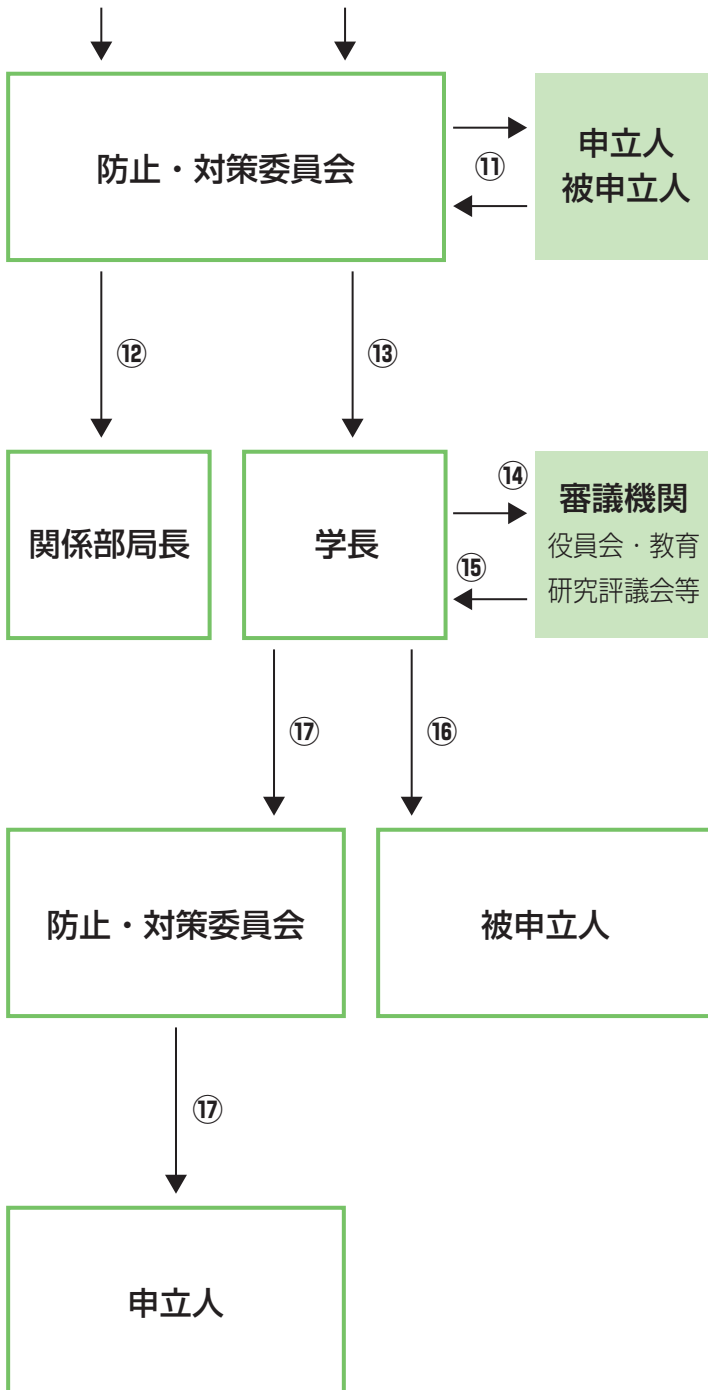 防止・対策委員会
⑪
申立人
被申立人
⑫
⑬
関係部局長
学長
⑭
⑮
審議機関
役員会・教育
研究評議会等
⑰
⑯
防止・対策委員会
被申立人
⑰
申立人